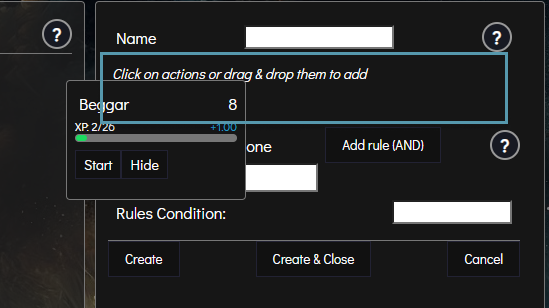 ?
Name
?
Click on actions or drag & drop them to add
Beggar 8
XP: 2/26 +1.00
one
Add rule (AND)
?
Start Hide
Rules Condition:
Create
Create & Close
Cancel